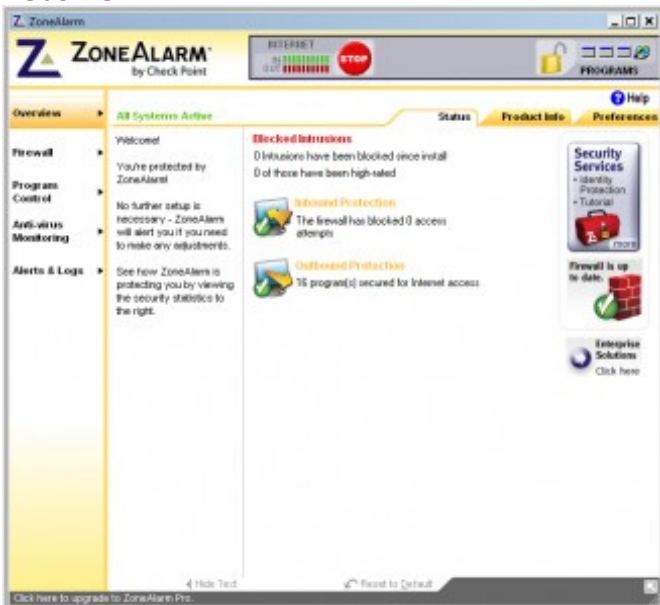 ZoneAlarm
ZONEALARM
by Check Point
INTERNET
IN
OUT
STOP
PROGRAMS
Help
Overview
All Systems Active
Status
Product Info
Preferences
Firewall
Program
Control
Anti-virus
Monitoring
Alerts & Logs
Welcome!
You're protected by
ZoneAlarm!
No further setup is
necessary - ZoneAlarm
will alert you if you need
to make any adjustments.
See how ZoneAlarm is
protecting you by viewing
the security statistics to
the right.
Blocked Intrusions
0 Intrusions have been blocked since install
0 of those have been high-rated
Inbound Protection
The firewall has blocked 0 access
attempts
Outbound Protection
16 program(s) secured for Internet access
Security
Services
- Identity
Protection
- Tutorial
more
Firewall is up
to date.
Enterprise
Solutions
Click here
Hide Text
Reset to Default
Click here to upgrade to ZoneAlarm Pro.